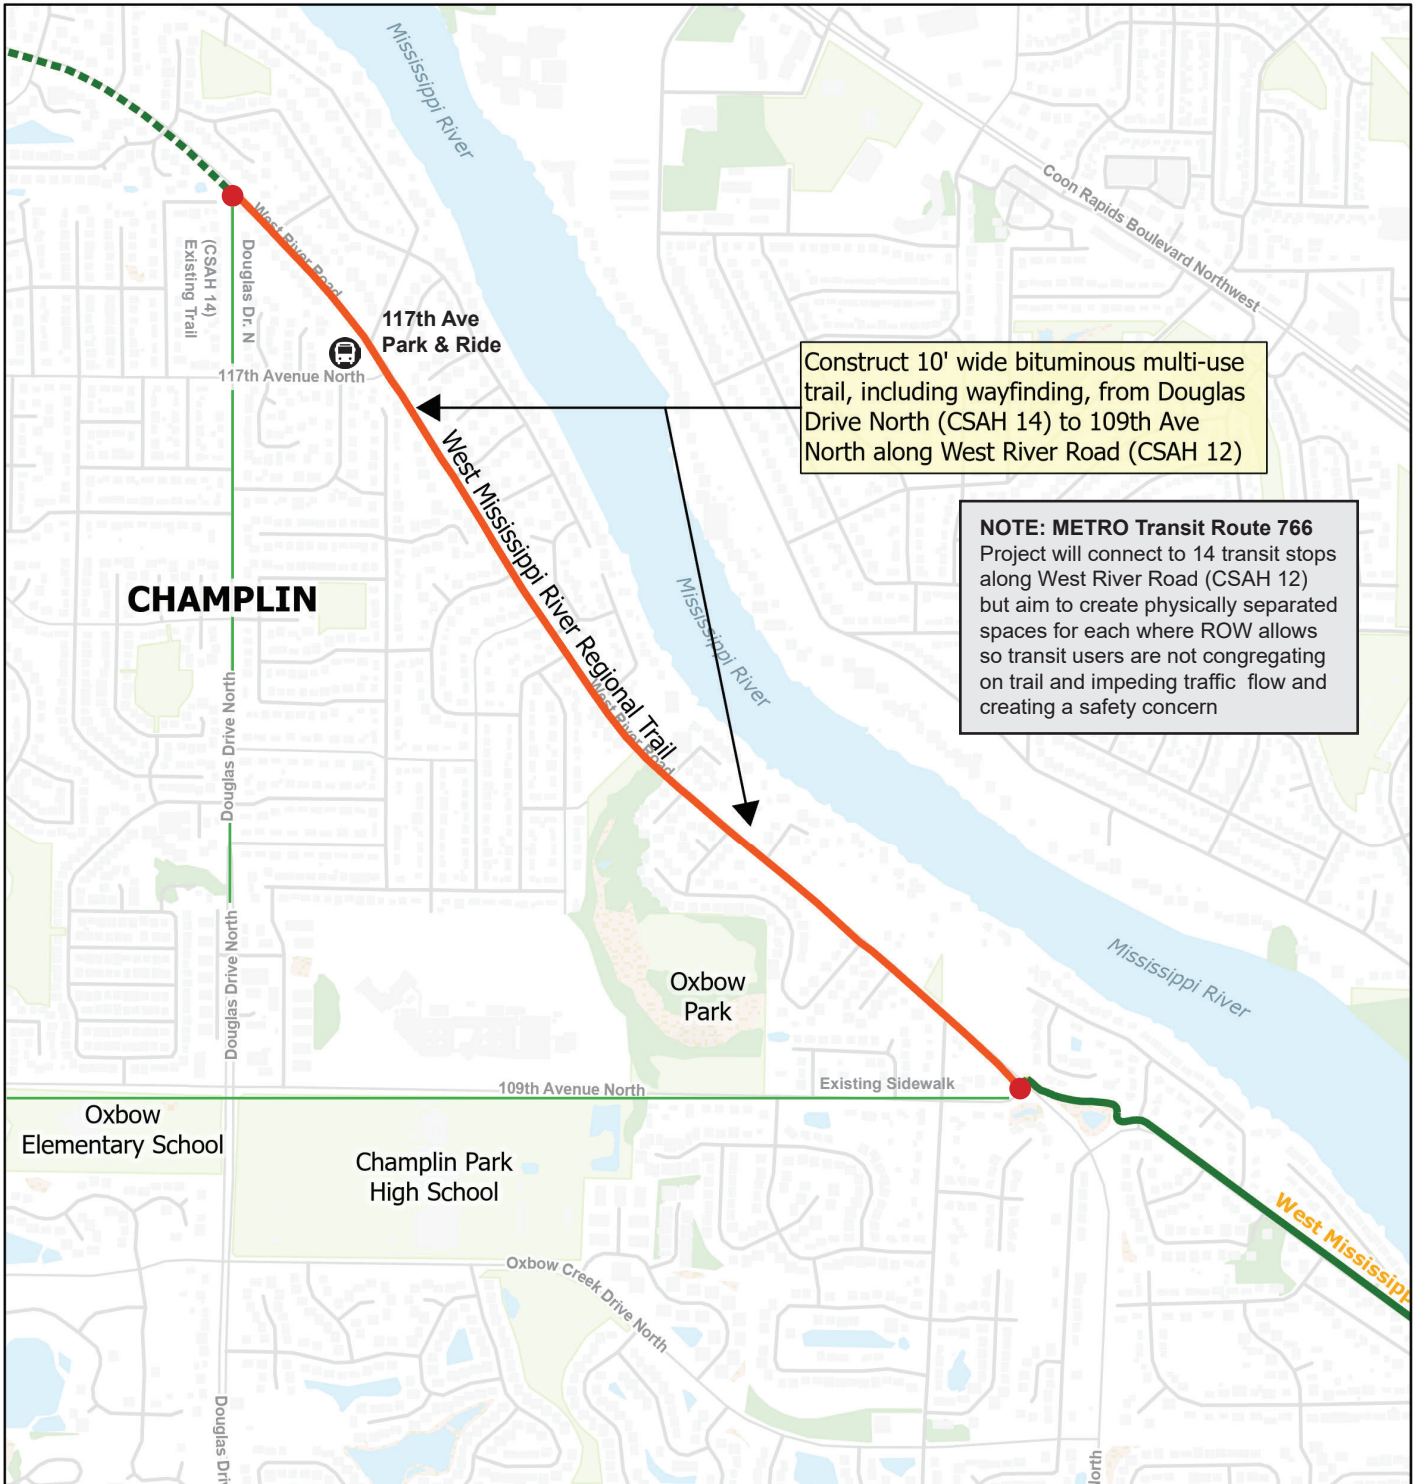 Mississippi River
Coon Rapids Boulevard Northwest
West River Road
Douglas Dr. N
(CSAH 14)
Existing Trail
117th Ave
Park & Ride
117th Avenue North
Construct 10' wide bituminous multi-use
trail, including wayfinding, from Douglas
Drive North (CSAH 14) to 109th Ave
North along West River Road (CSAH 12)
West Mississippi River Regional Trail
NOTE: METRO Transit Route 766
Project will connect to 14 transit stops
along West River Road (CSAH 12)
but aim to create physically separated
spaces for each where ROW allows
so transit users are not congregating
on trail and impeding traffic flow and
creating a safety concern
CHAMPLIN
Mississippi River
West River Road
Douglas Drive North
Douglas Drive North
Oxbow
Park
Mississippi River
109th Avenue North
Existing Sidewalk
Oxbow
Elementary School
Champlin Park
High School
West Mississipp
Oxbow Creek Drive North
Douglas Dri
North